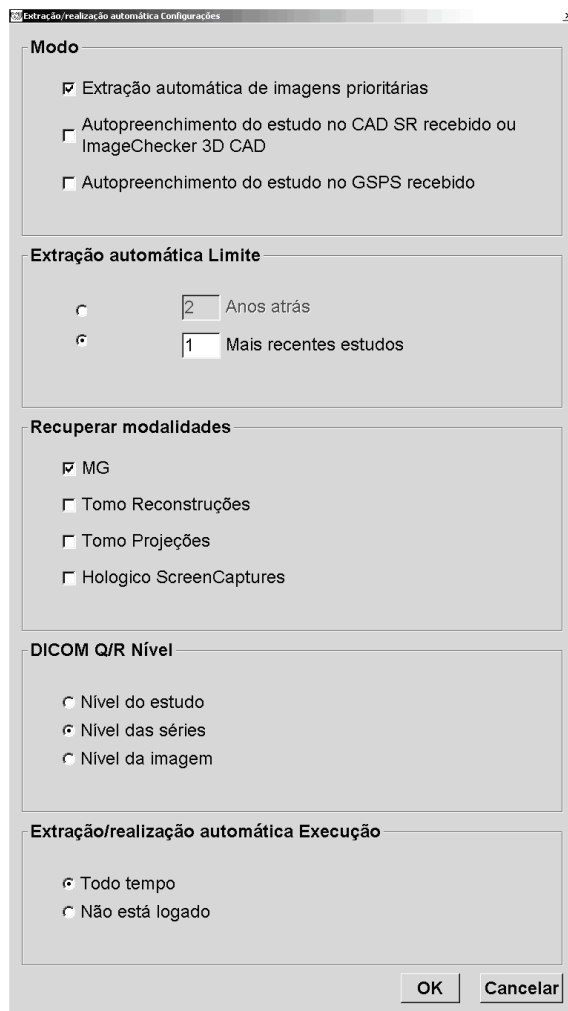 Extração/realização automática Configurações
Modo
Extração automática de imagens prioritárias
Autopreenchimento do estudo no CAD SR recebido ou
ImageChecker 3D CAD
Autopreenchimento do estudo no GSPS recebido
Extração automática Limite
2 Anos atrás
1 Mais recentes estudos
Recuperar modalidades
MG
Tomo Reconstruções
Tomo Projeções
Hologico ScreenCaptures
DICOM Q/R Nível
Nível do estudo
Nível das séries
Nível da imagem
Extração/realização automática Execução
Todo tempo
Não está logado
OK Cancelar